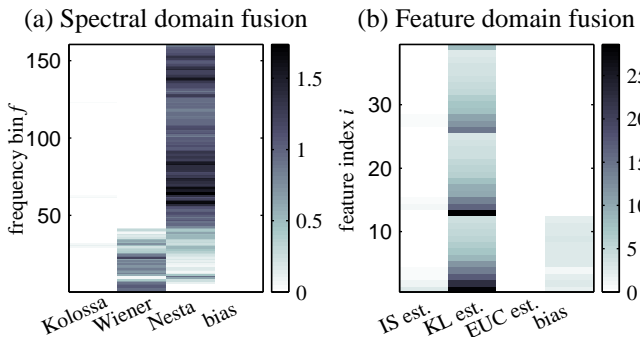 (a) Spectral domain fusion
frequency bin f
150
100
50
Kolossa
Wiener
Nesta
bias
1.5
1
0.5
0
(b) Feature domain fusion
feature index i
30
20
10
IS est.
KL est.
EUC est.
bias
25
20
15
10
5
0